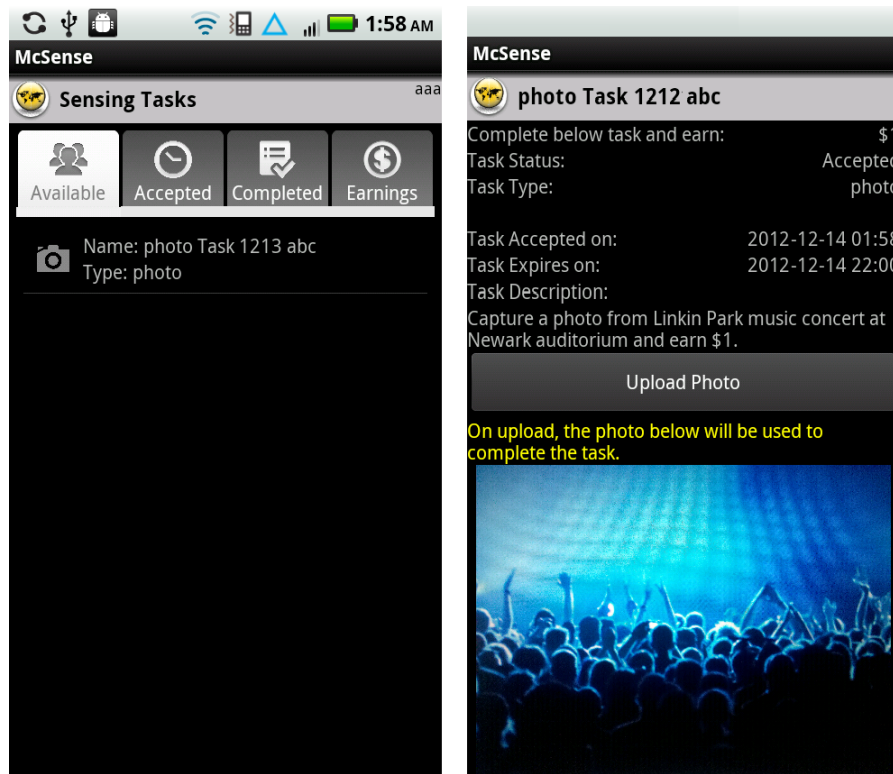 1:58 AM
McSense
Sensing Tasks
aaa
Available
Accepted
Completed
Earnings
Name: photo Task 1213 abc
Type: photo
McSense
photo Task 1212 abc
Complete below task and earn: $1
Task Status: Accepted
Task Type: photo
Task Accepted on: 2012-12-14 01:58
Task Expires on: 2012-12-14 22:00
Task Description:
Capture a photo from Linkin Park music concert at
Newark auditorium and earn $1.
Upload Photo
On upload, the photo below will be used to
complete the task.